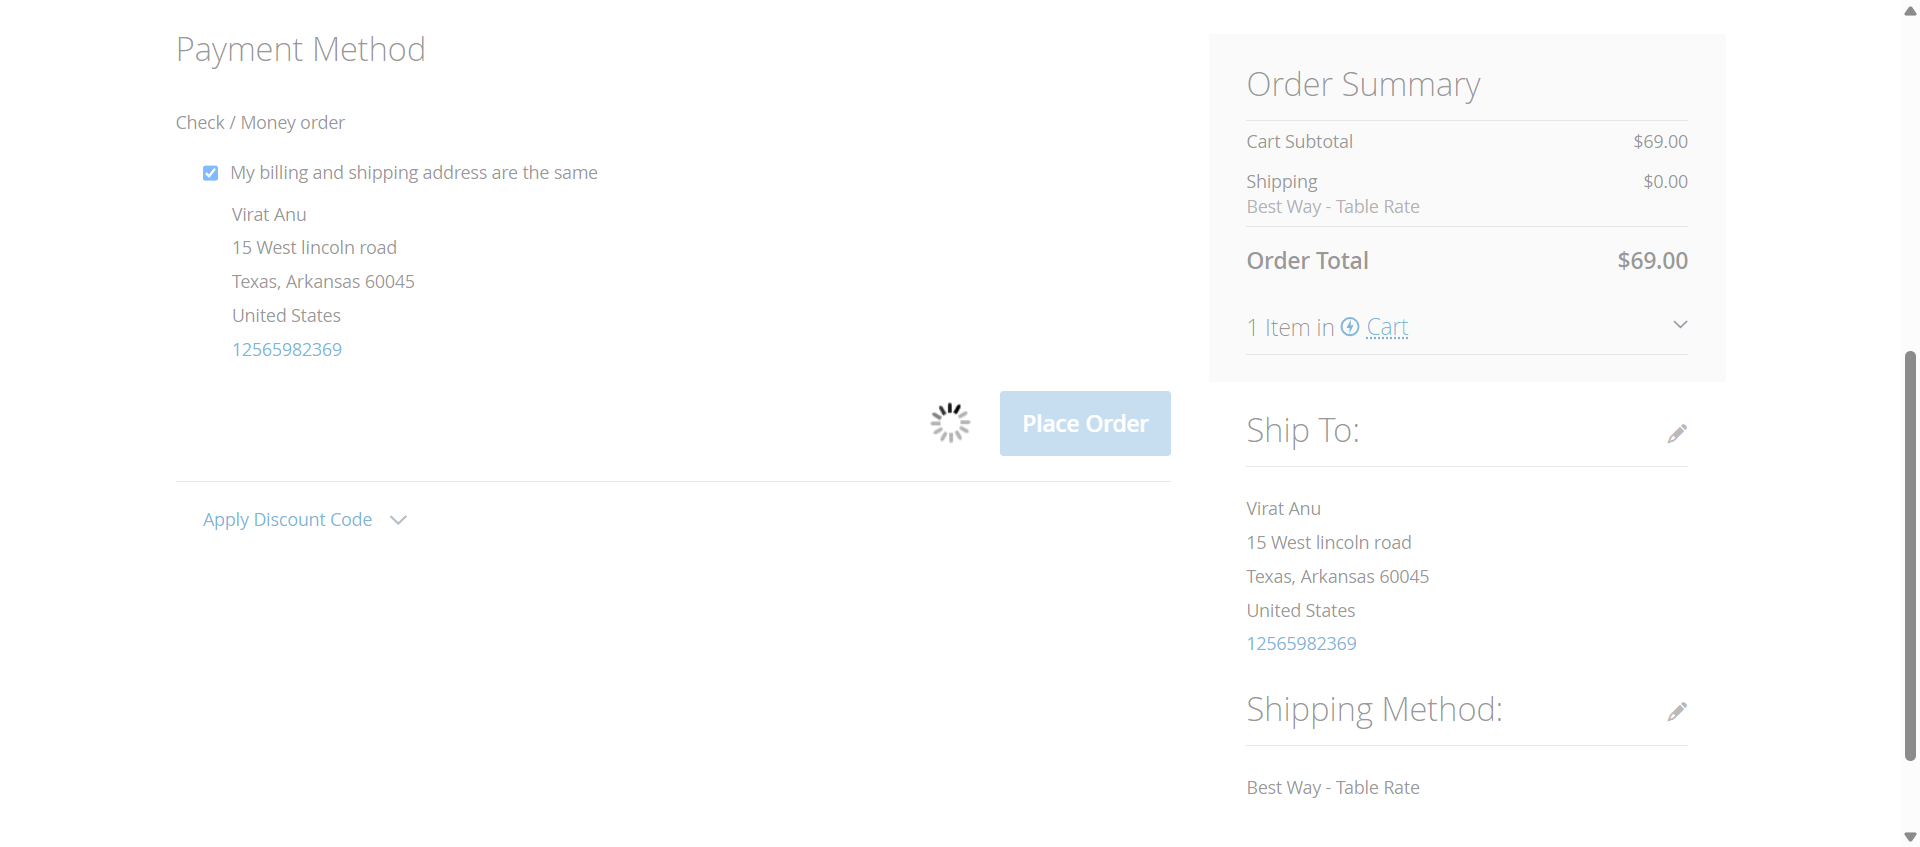 Payment Method
Check / Money order
My billing and shipping address are the same
Virat Anu
15 West lincoln road
Texas, Arkansas 60045
United States
12565982369
Place Order
Apply Discount Code
Order Summary
Cart Subtotal $69.00
Shipping $0.00
Best Way - Table Rate
Order Total $69.00
1 Item in Cart
Ship To:
Virat Anu
15 West lincoln road
Texas, Arkansas 60045
United States
12565982369
Shipping Method:
Best Way - Table Rate